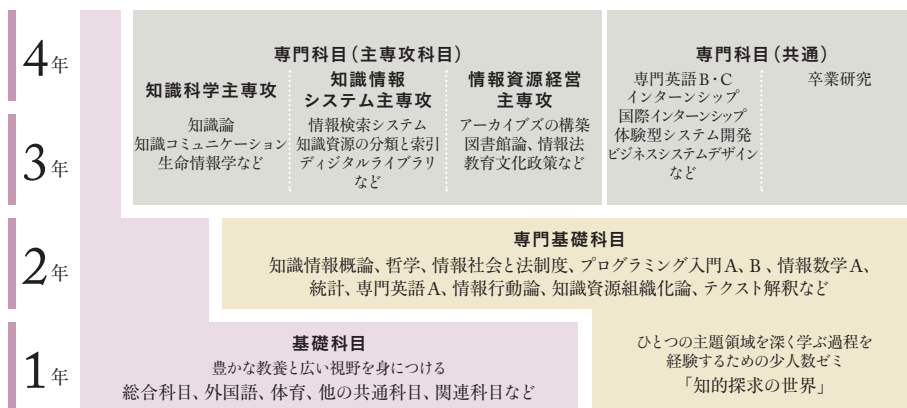 4年
3年
2年
1年
専門科目（主専攻科目）
知識科学主専攻
知識論
知識コミュニケーション
生命情報学など
知識情報
システム主専攻
情報検索システム
知識資源の分類と索引
ディジタルライブラリ
など
情報資源経営
主専攻
アーカイブズの構築
図書館論、情報法
教育文化政策など
専門科目（共通）
専門英語B・C
インターンシップ
国際インターンシップ
体験型システム開発
ビジネスシステムデザイン
など
卒業研究
専門基礎科目
知識情報概論、哲学、情報社会と法制度、プログラミング入門A、B、情報数学A、
統計、専門英語A、情報行動論、知識資源組織化論、テクスト解釈など
基礎科目
豊かな教養と広い視野を身につける
総合科目、外国語、体育、他の共通科目、関連科目など
ひとつの主題領域を深く学ぶ過程を
経験するための少人数ゼミ
「知的探求の世界」